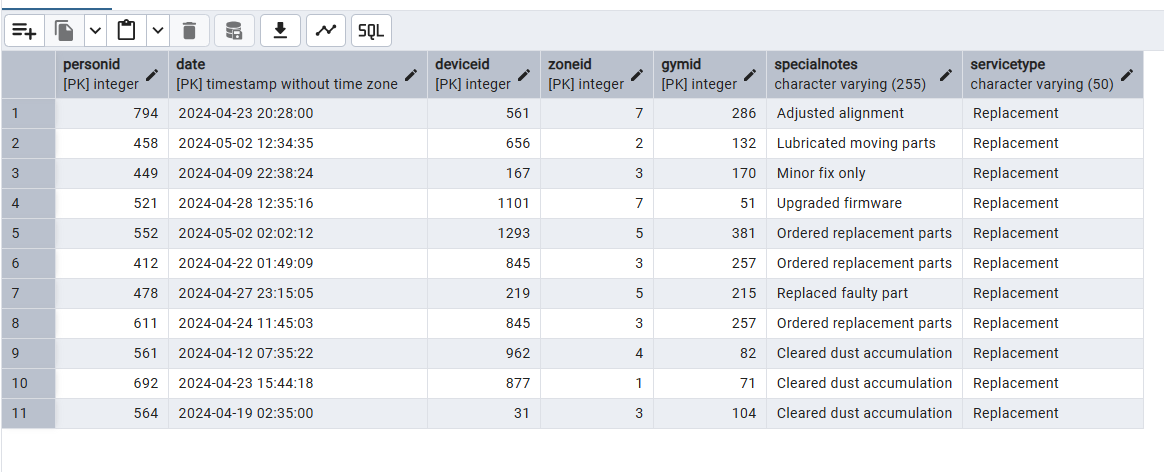 SQL
personid date deviceid zoneid gymid specialnotes servicetype
[PK] integer [PK] timestamp without time zone [PK] integer [PK] integer [PK] integer character varying (255) character varying (50)
1 794 2024-04-23 20:28:00 561 7 286 Adjusted alignment Replacement
2 458 2024-05-02 12:34:35 656 2 132 Lubricated moving parts Replacement
3 449 2024-04-09 22:38:24 167 3 170 Minor fix only Replacement
4 521 2024-04-28 12:35:16 1101 7 51 Upgraded firmware Replacement
5 552 2024-05-02 02:02:12 1293 5 381 Ordered replacement parts Replacement
6 412 2024-04-22 01:49:09 845 3 257 Ordered replacement parts Replacement
7 478 2024-04-27 23:15:05 219 5 215 Replaced faulty part Replacement
8 611 2024-04-24 11:45:03 845 3 257 Ordered replacement parts Replacement
9 561 2024-04-12 07:35:22 962 4 82 Cleared dust accumulation Replacement
10 692 2024-04-23 15:44:18 877 1 71 Cleared dust accumulation Replacement
11 564 2024-04-19 02:35:00 31 3 104 Cleared dust accumulation Replacement